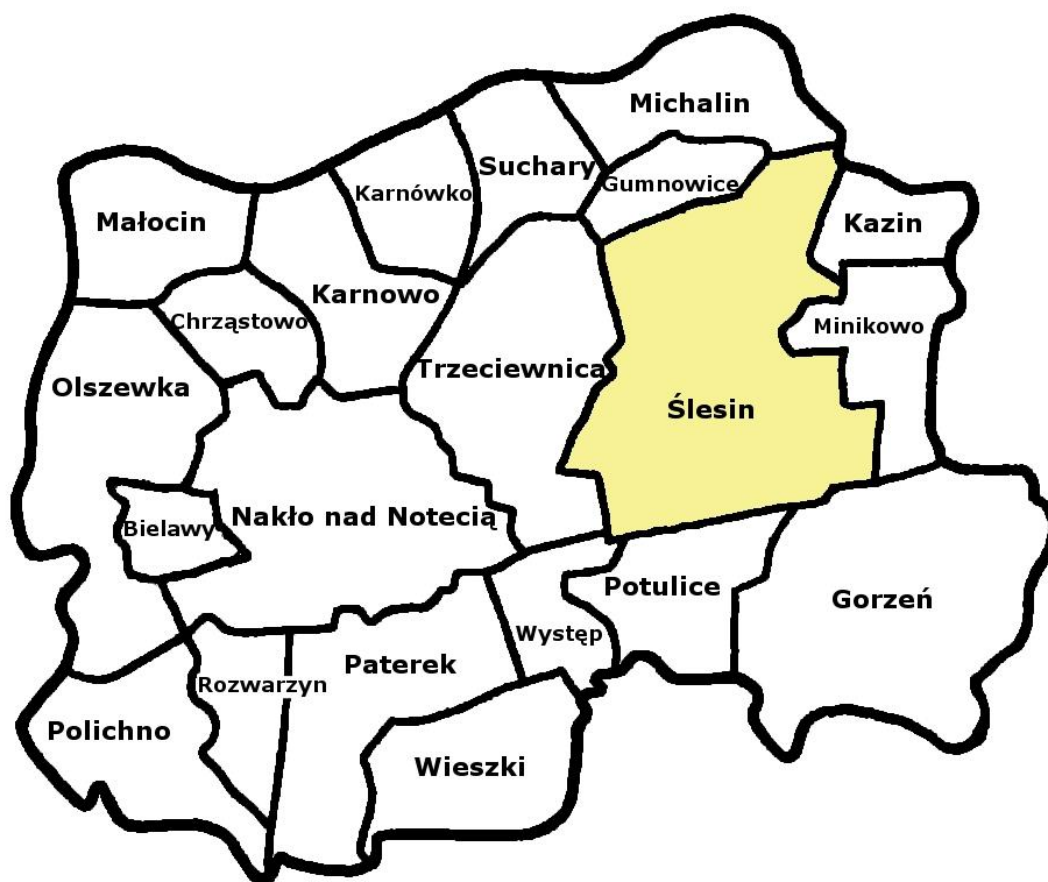 Michalin
Suchary
Gumnowice
Karnówko
Małocin
Kazin
Karnowo
Chrząstowo
Minikowo
Trzeciewnica
Olszewka
Ślesin
Nakło nad Notecią
Bielawy
Potulice
Gorzeń
Występ
Paterek
Rozwarzyn
Polichno
Wieszki